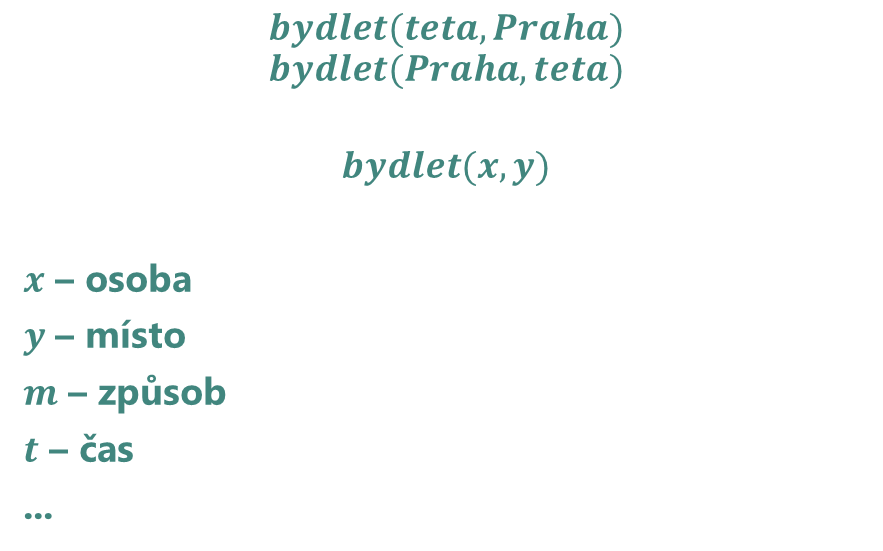 bydlet(teta, Praha)
bydlet(Praha, teta)
bydlet(x, y)
x – osoba
y – místo
m – způsob
t – čas
...